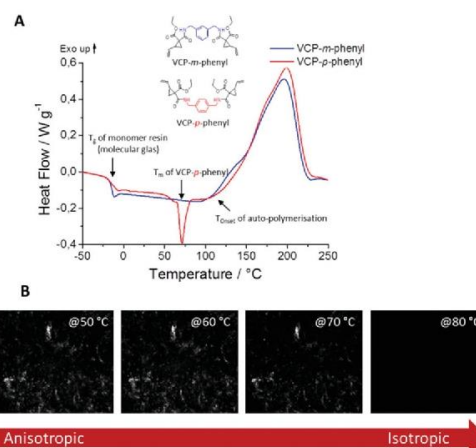 A
Exo up
VCP-m-phenyl
VCP-p-phenyl
VCP-m-phenyl
VCP-p-phenyl
Tg of monomer resin
(molecular glas)
Tm of VCP-p-phenyl
TOnset of auto-polymerisation
Heat Flow / W g-1
0,6
0,4
0,2
0,0
-0,2
-0,4
-50 0 50 100 150 200 250
Temperature / °C
B
@50 °C @60 °C @70 °C @80 °C
Anisotropic Isotropic